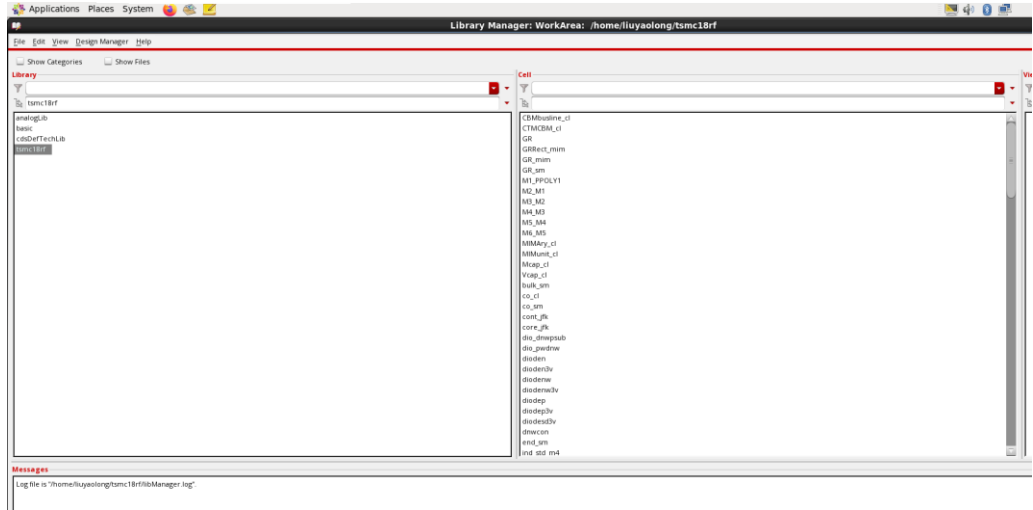 Applications Places System
Library Manager: WorkArea: /home/liuyaolong/tsmc18rf
File Edit View Design Manager Help
Show Categories Show Files
Library
tsmc18rf
analogLib
basic
cdsDefTechLib
tsmc18rf
Cell
CBMbusline_cl
CTMCBM_cl
GR
GRRect_mim
GR_mim
GR_sm
M1_PPOLY1
M2_M1
M3_M2
M4_M3
M5_M4
M6_M5
MIMAry_cl
MIMunit_cl
Mcap_cl
Vcap_cl
bulk_sm
co_cl
co_sm
cont_jfk
core_jfk
dio_dnwpsub
dio_pwdnw
dioden
dioden3v
diodenw
diodenw3v
diodep
diodep3v
diodesd3v
dnwcon
end_sm
ind_std_m4
Vi
Messages
Log file is "/home/liuyaolong/tsmc18rf/libManager.log".